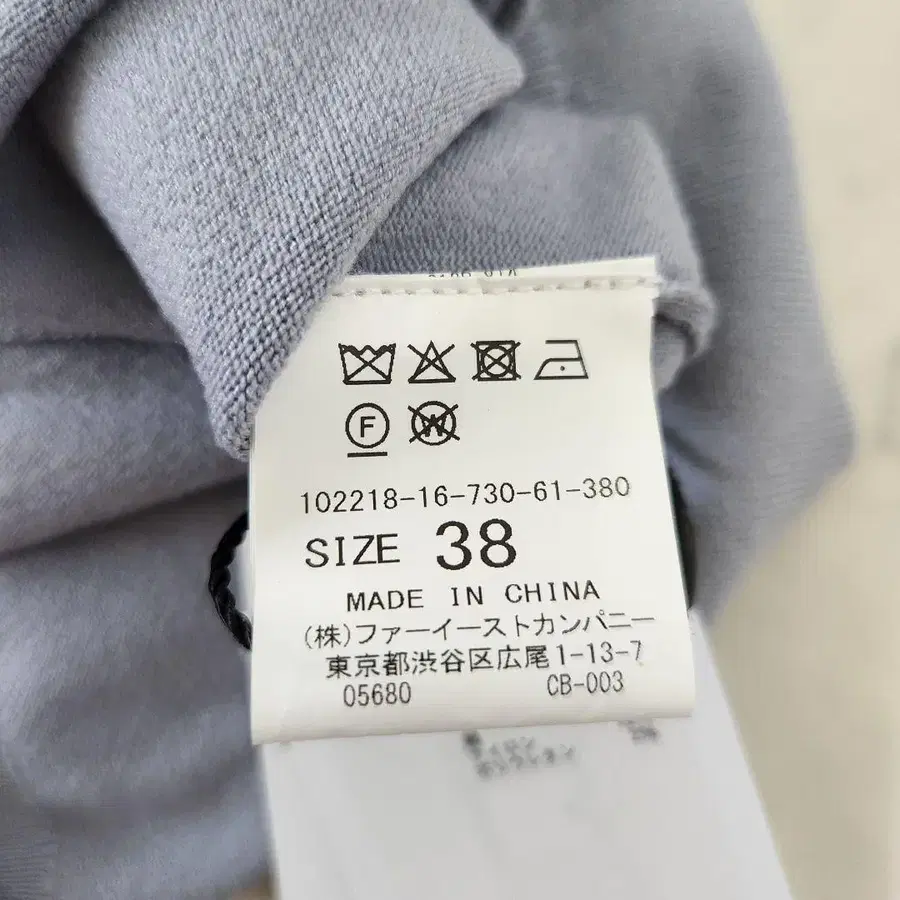 F
W
102218-16-730-61-380
SIZE 38
MADE IN CHINA
(株)ファーイーストカンパニー
東京都渋谷区広尾1-13-7
05680 CB-003